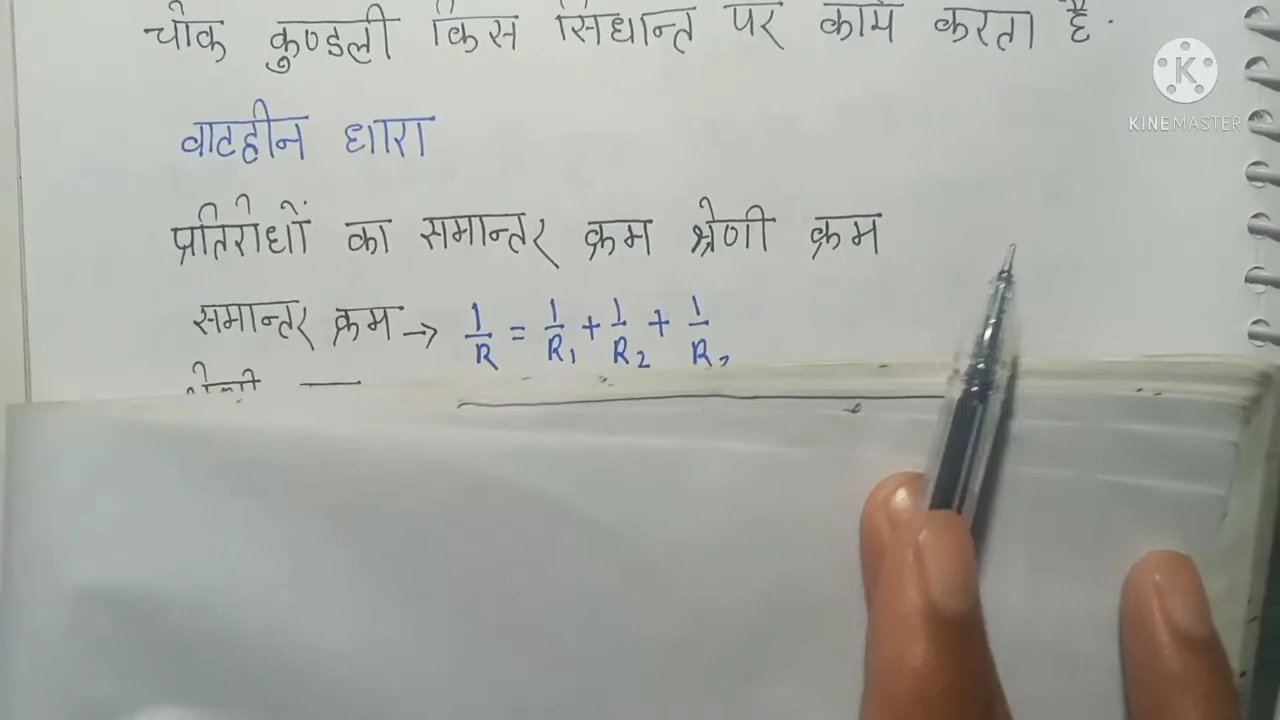 चोक कुण्डली किस सिधान्त पर कार्य करता है.
K
KINEMASTER
वाटहीन धारा
प्रतिरोधों का समान्तर क्रम श्रेणी क्रम
समान्तर क्रम → 1/R = 1/R₁ + 1/R₂ + 1/R